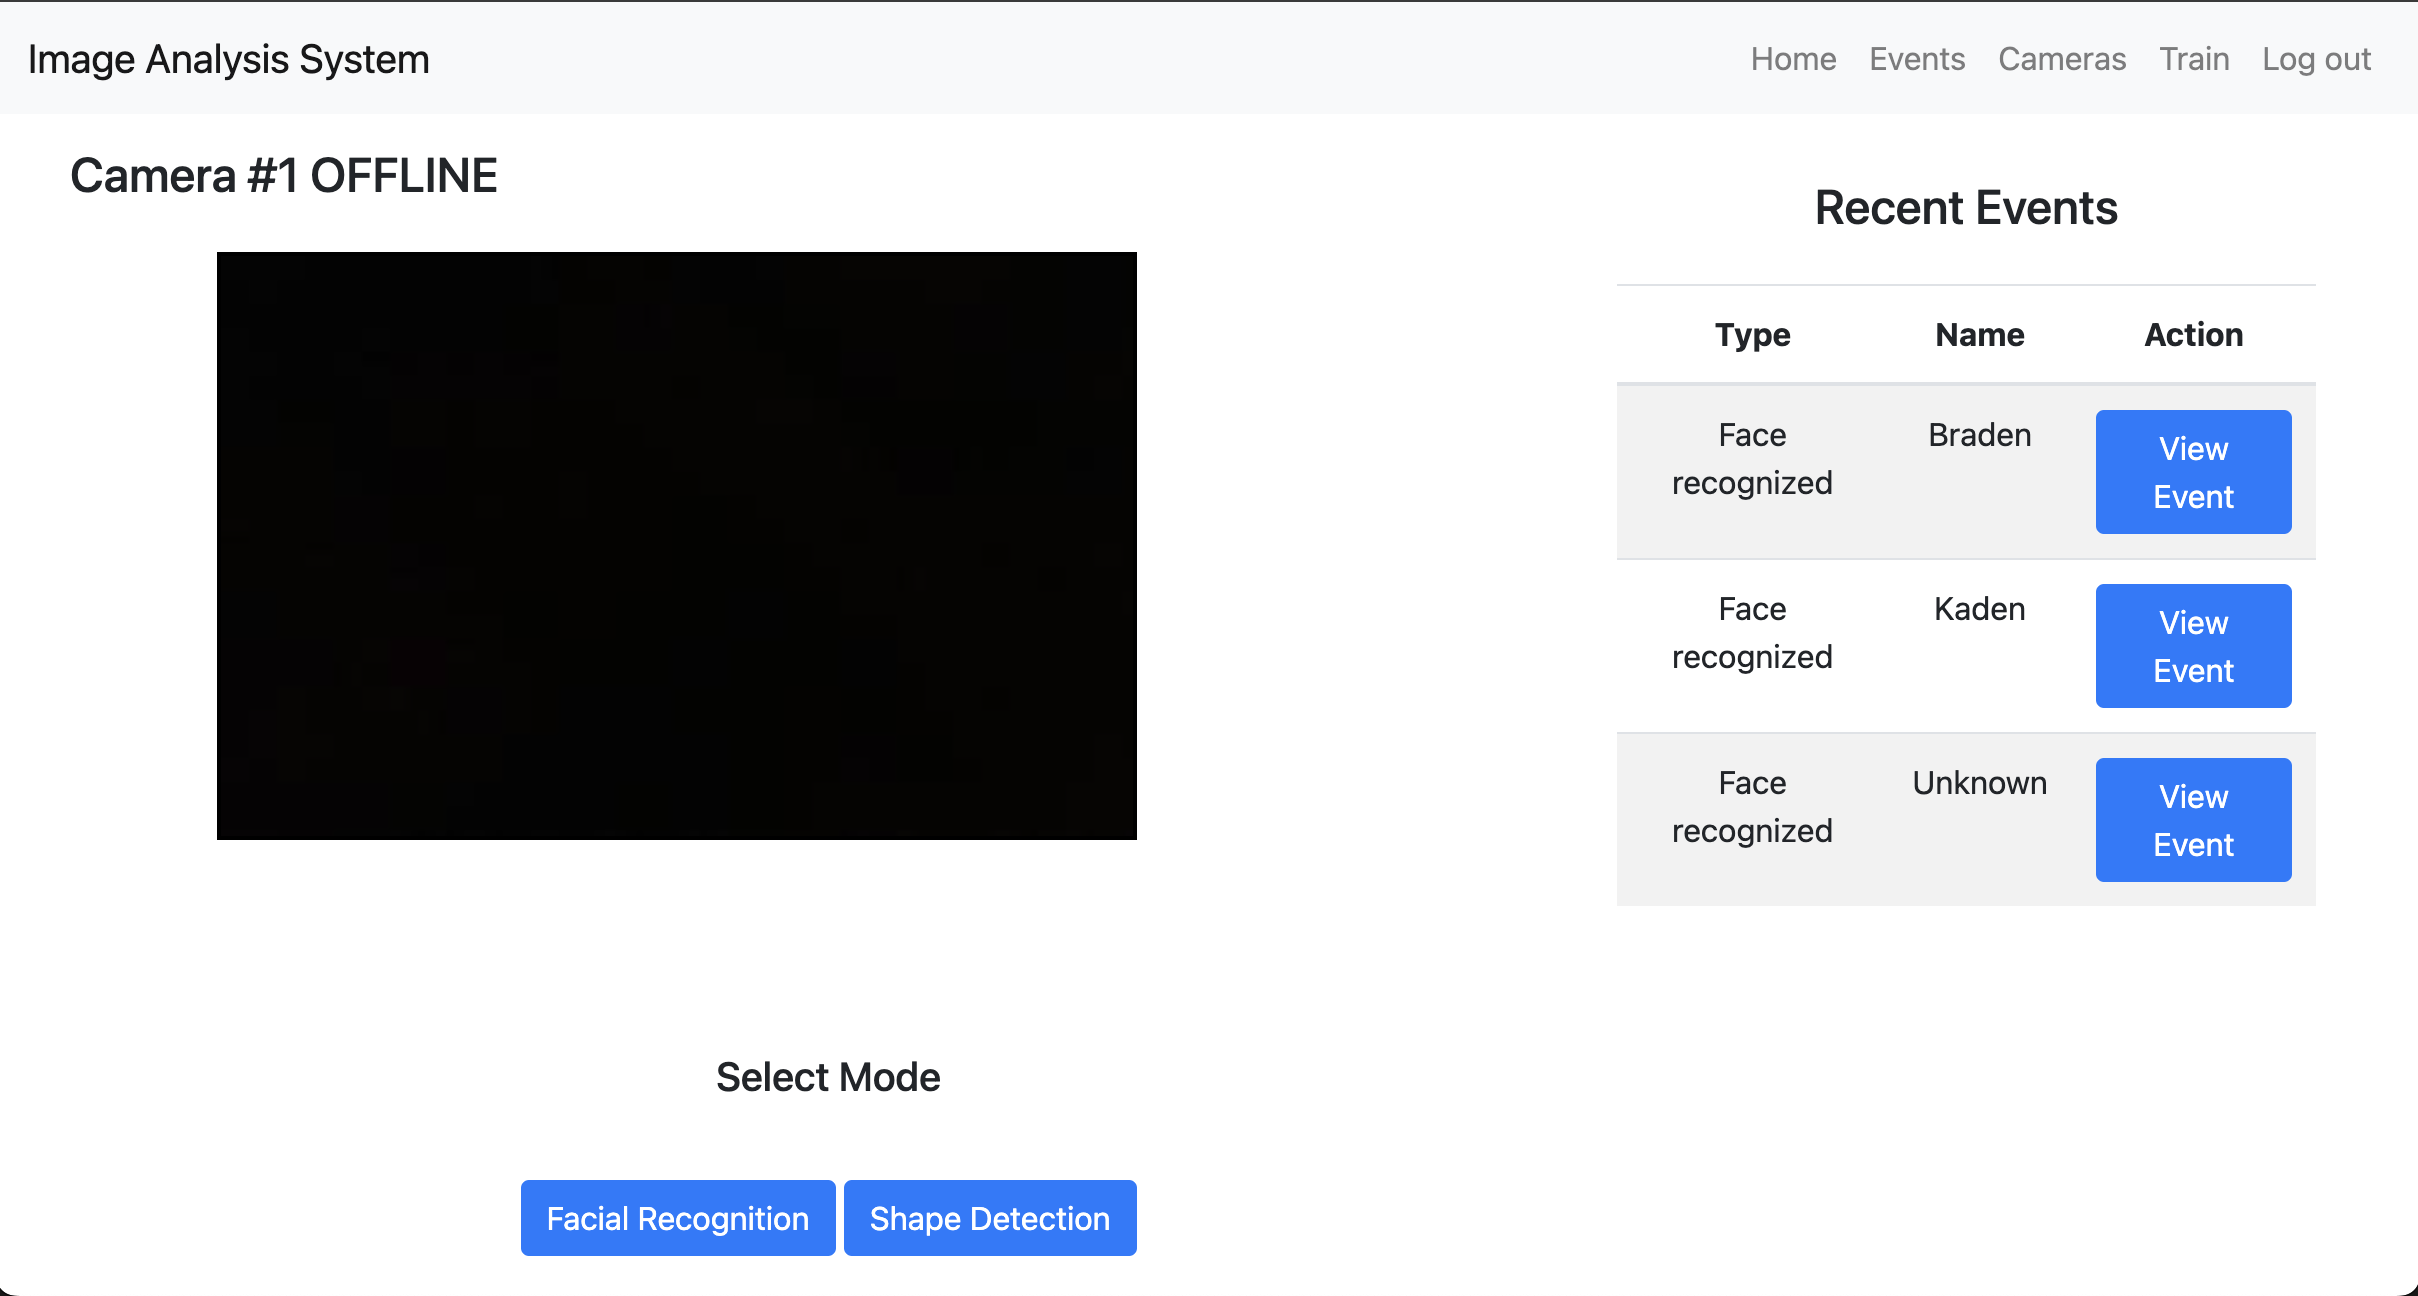 Image Analysis System
Home Events Cameras Train Log out
Camera #1 OFFLINE
Recent Events
Type Name Action
Face Braden View
recognized Event
Face Kaden View
recognized Event
Face Unknown View
recognized Event
Select Mode
Facial Recognition Shape Detection